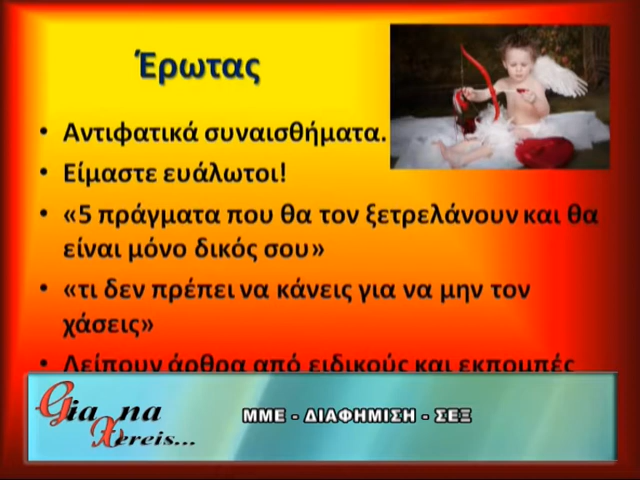 Έρωτας
• Αντιφατικά συναισθήματα.
• Είμαστε ευάλωτοι!
• «5 πράγματα που θα τον ξετρελάνουν και θα
είναι μόνο δικός σου»
• «τι δεν πρέπει να κάνεις για να μην τον
χάσεις»
• Λείπουν άρθρα από ειδικούς και εκπομπές
Gia na
Xereis...
ΜΜΕ - ΔΙΑΦΗΜΙΣΗ - ΣΕΞ